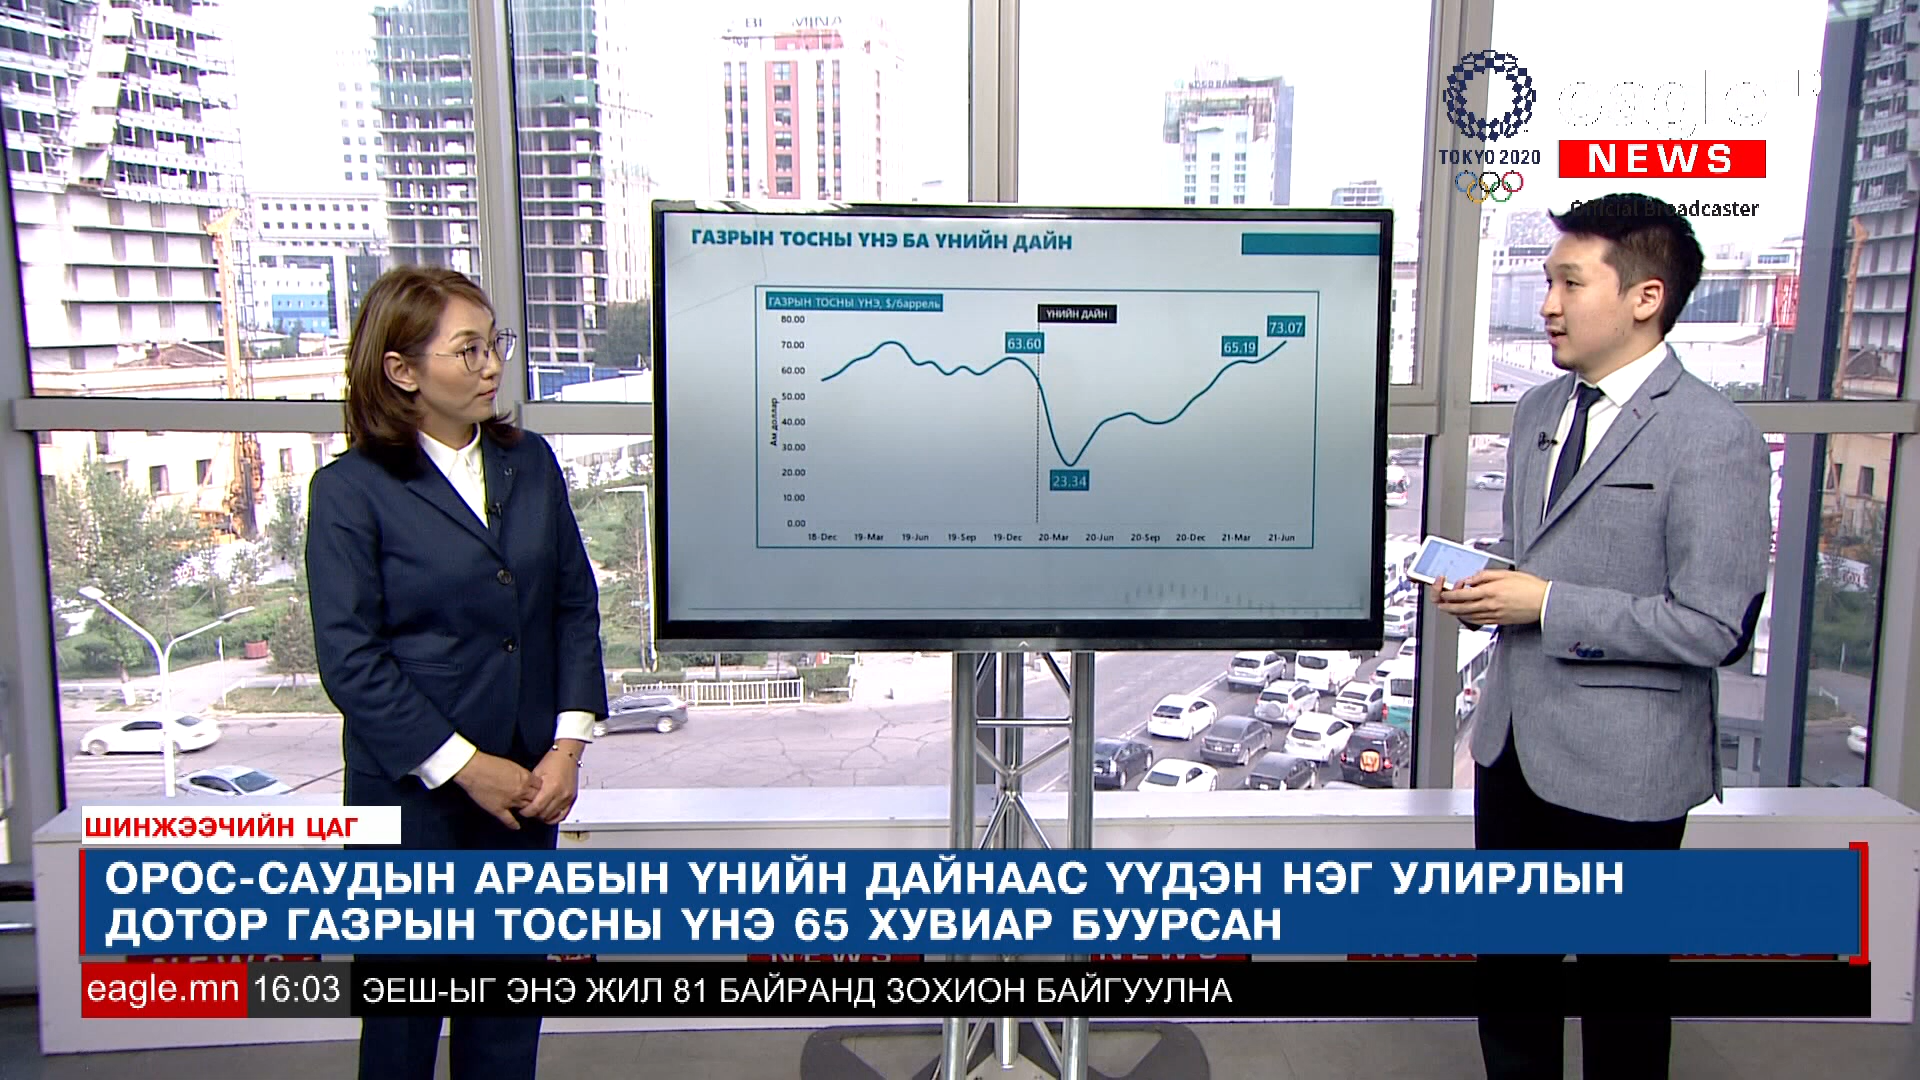 TOKYO 2020
eagle
NEWS
Official Broadcaster
ГАЗРЫН ТОСНЫ ҮНЭ БА ҮНИЙН ДАЙН
ГАЗРЫН ТОСНЫ ҮНЭ, $/баррель
ҮНИЙН ДАЙН
80.00
70.00
60.00
50.00
40.00
30.00
20.00
10.00
0.00
Ам доллар
63.60
23.34
65.19
73.07
18-Dec 19-Mar 19-Jun 19-Sep 19-Dec 20-Mar 20-Jun 20-Sep 20-Dec 21-Mar 21-Jun
ШИНЖЭЭЧИЙН ЦАГ
ОРОС-САУДЫН АРАБЫН ҮНИЙН ДАЙНААС ҮҮДЭН НЭГ УЛИРЛЫН
ДОТОР ГАЗРЫН ТОСНЫ ҮНЭ 65 ХУВИАР БУУРСАН
eagle.mn 16:03 ЭЕШ-ЫГ ЭНЭ ЖИЛ 81 БАЙРАНД ЗОХИОН БАЙГУУЛНА